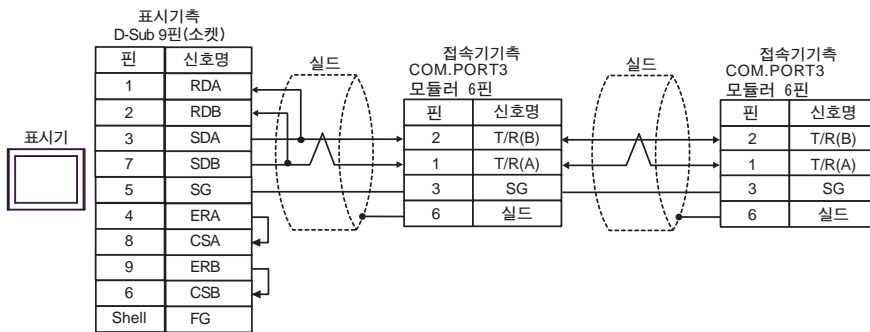 표시기측
D-Sub 9핀(소켓)
핀 신호명
1 RDA
2 RDB
3 SDA
7 SDB
5 SG
4 ERA
8 CSA
9 ERB
6 CSB
Shell FG
표시기
실드
접속기기측
COM.PORT3
모듈러 6핀
핀 신호명
2 T/R(B)
1 T/R(A)
3 SG
6 실드
실드
접속기기측
COM.PORT3
모듈러 6핀
핀 신호명
2 T/R(B)
1 T/R(A)
3 SG
6 실드